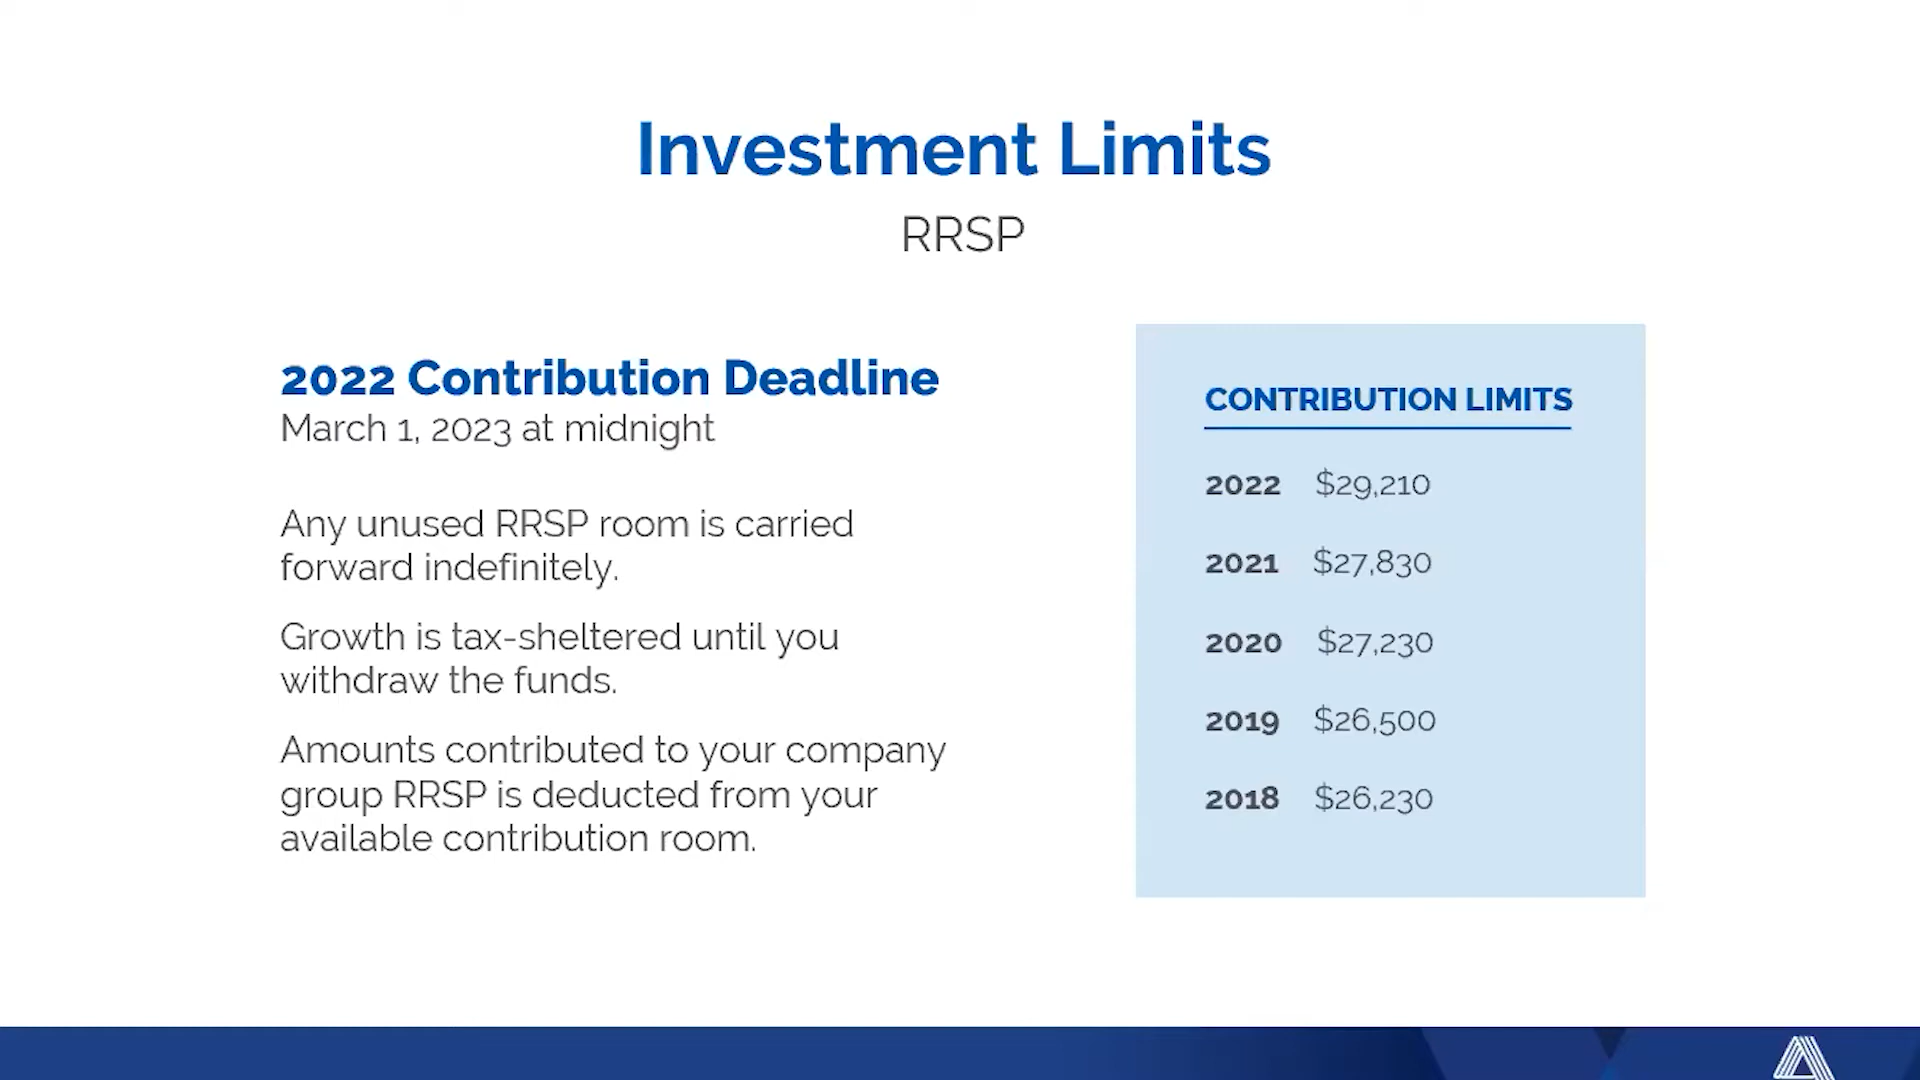 Investment Limits
RRSP
2022 Contribution Deadline
March 1, 2023 at midnight
Any unused RRSP room is carried
forward indefinitely.
Growth is tax-sheltered until you
withdraw the funds.
Amounts contributed to your company
group RRSP is deducted from your
available contribution room.
CONTRIBUTION LIMITS
2022 $29,210
2021 $27,830
2020 $27,230
2019 $26,500
2018 $26,230